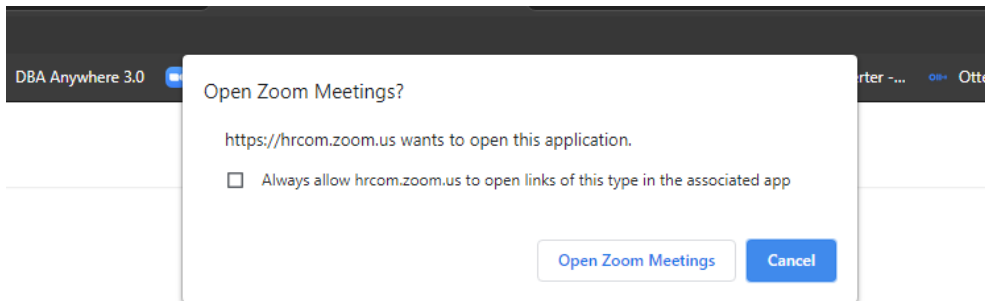 DBA Anywhere 3.0
rter -...
Otte
Open Zoom Meetings?
https://hrcom.zoom.us wants to open this application.
Always allow hrcom.zoom.us to open links of this type in the associated app
Open Zoom Meetings
Cancel